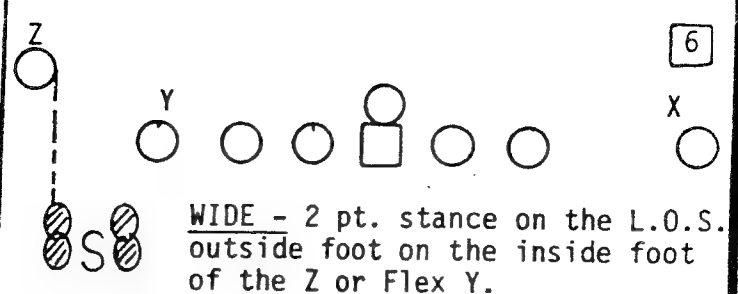 Z
6
Y
X
S
WIDE - 2 pt. stance on the L.O.S.
outside foot on the inside foot
of the Z or Flex Y.